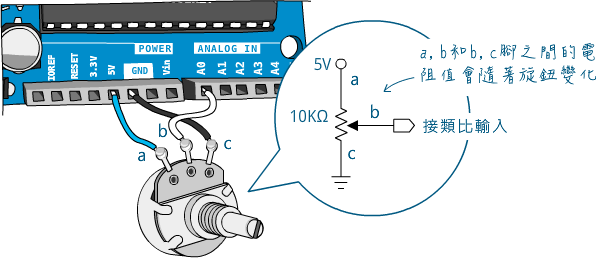 POWER
ANALOG IN
IOREF
RESET
3.3V
5V
GND
Vin
A0
A1
A2
A3
A4
a
b
c
5V
a
10KΩ
b
接類比輸入
c
a,b和b,c腳之間的電
阻值會隨著旋鈕變化